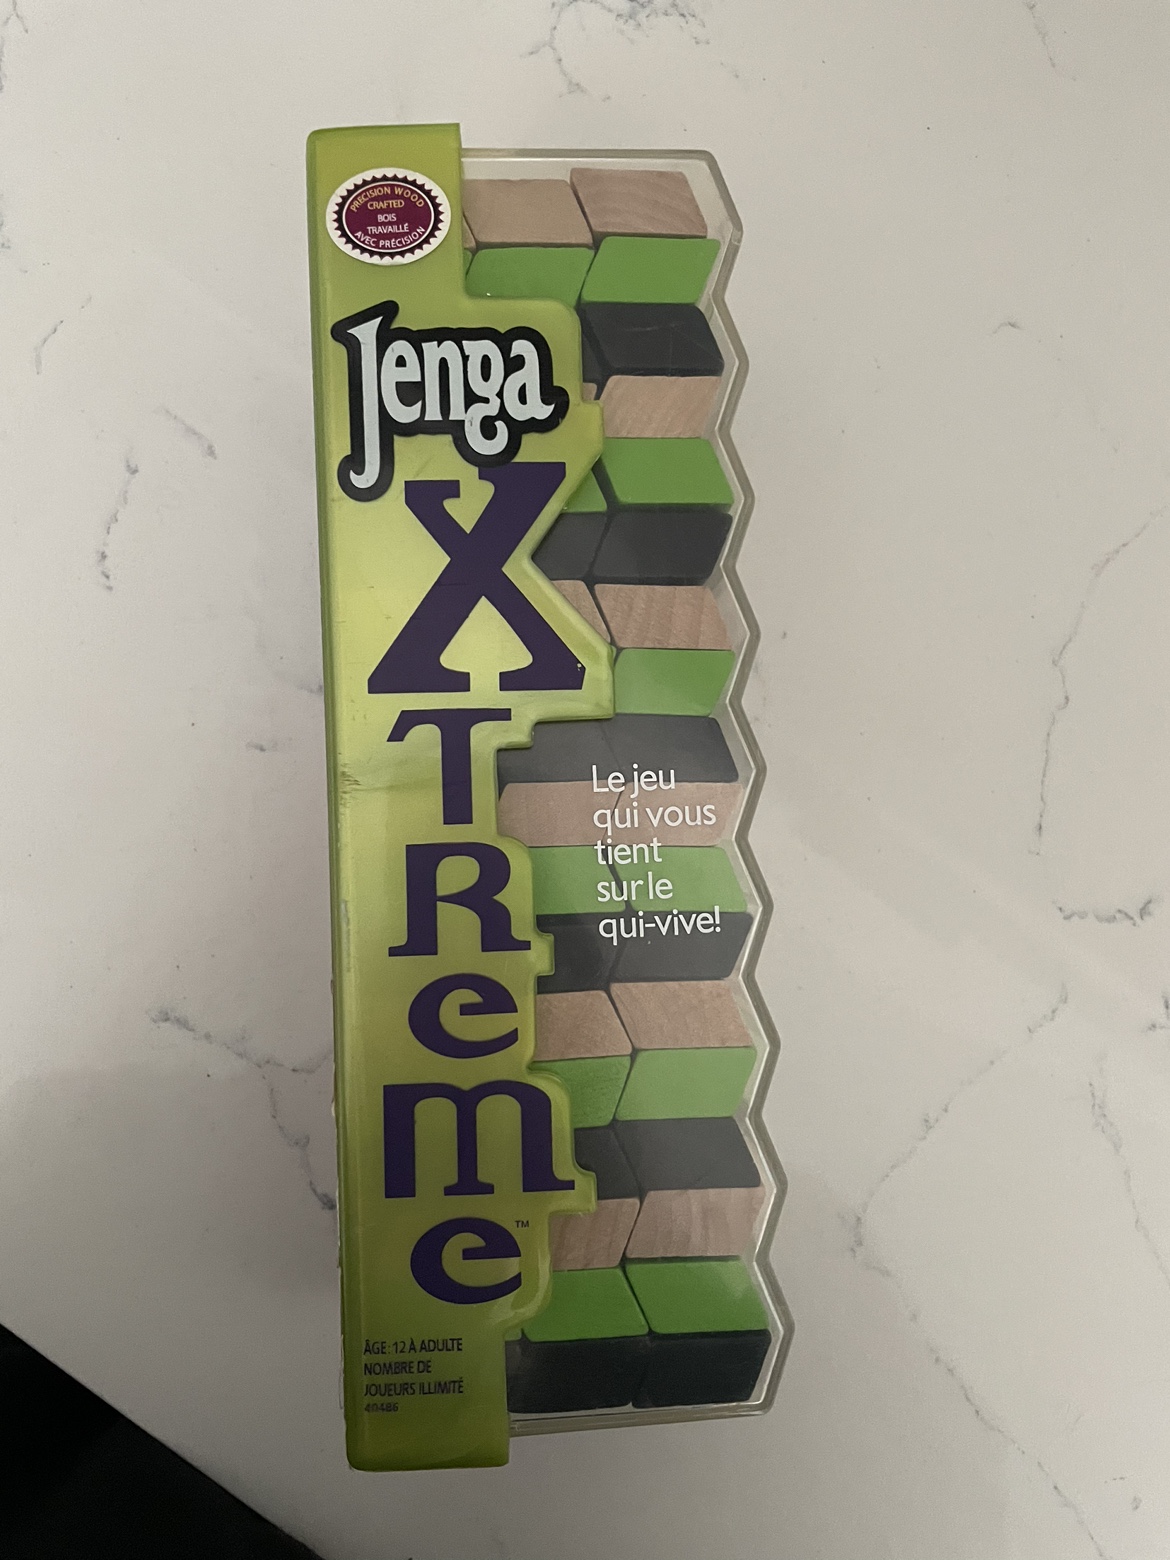 PRECISION WOOD
CRAFTED
BOIS
TRAVAILLÉ
AVEC PRÉCISION
Jenga
XTReme™
Le jeu
qui vous
tient
sur le
qui-vive!
ÂGE: 12 À ADULTE
NOMBRE DE
JOUEURS ILLIMITÉ
40486